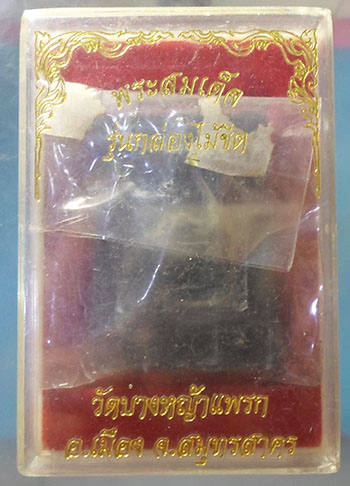 พระสมเด็จ
รุ่นกล่องไม้ขีด
วัดบางหญ้าแพรก
อ.เมือง จ.สมุทรสาคร